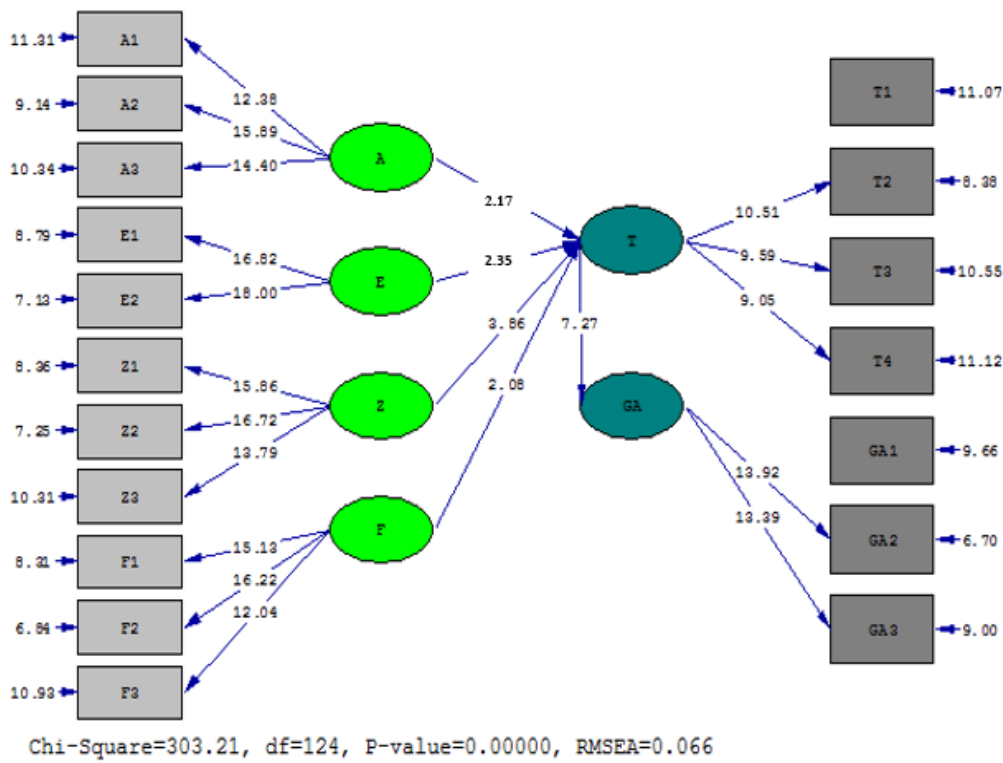 11.31 A1
12.38
9.14 A2
15.89
10.34 A3
14.40
8.79 E1
16.82
7.13 E2
18.00
8.36 Z1
15.86
7.25 Z2
16.72
10.31 Z3
13.79
8.31 F1
15.13
6.84 F2
16.22
10.93 F3
12.04
A
E
Z
F
2.17
2.35
3.86
2.08
T
7.27
GA
10.51
9.59
9.05
13.92
13.39
T1 11.07
T2 8.38
T3 10.55
T4 11.12
GA1 9.66
GA2 6.70
GA3 9.00
Chi-Square=303.21, df=124, P-value=0.00000, RMSEA=0.066